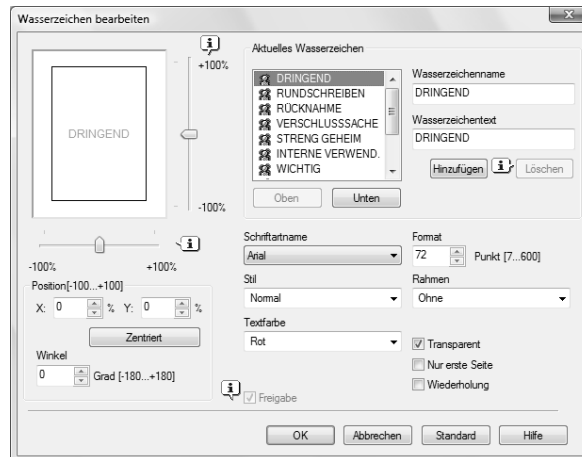 Wasserzeichen bearbeiten
DRINGEND
+100%
-100%
-100%
+100%
Position[-100...+100]
X: 0 % Y: 0 %
Zentriert
Winkel
0 Grad [-180...+180]
Aktuelles Wasserzeichen
DRINGEND
RUNDSCHREIBEN
RÜCKNAHME
VERSCHLUSSSACHE
STRENG GEHEIM
INTERNE VERWEND.
WICHTIG
Oben
Unten
Wasserzeichenname
DRINGEND
Wasserzeichentext
DRINGEND
Hinzufügen
Löschen
Schriftartname
Arial
Format
72 Punkt [7...600]
Stil
Normal
Rahmen
Ohne
Textfarbe
Rot
Transparent
Nur erste Seite
Wiederholung
Freigabe
OK
Abbrechen
Standard
Hilfe